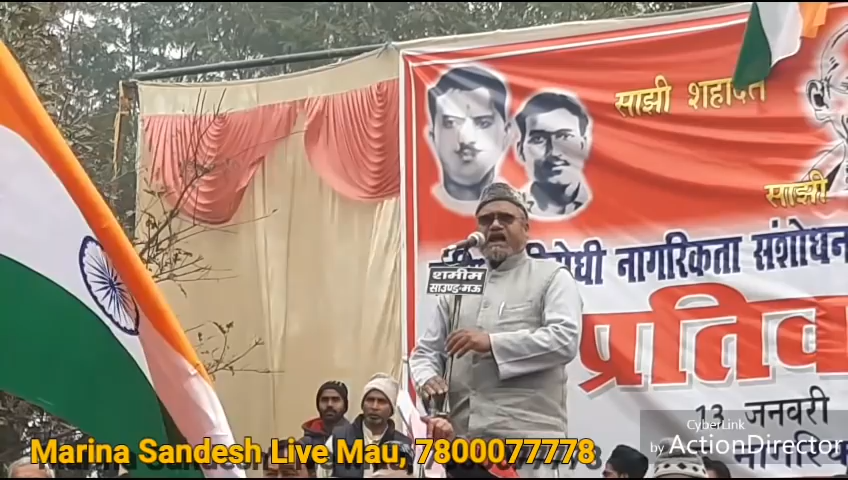 साझी शहादत
साझी
विरोधी नागरिकता संशोधन
प्रतिवा
13 जनवरी
नागरिक
शमीम
साउण्ड-मऊ
CyberLink
by ActionDirector
Marina Sandesh Live Mau, 7800077778